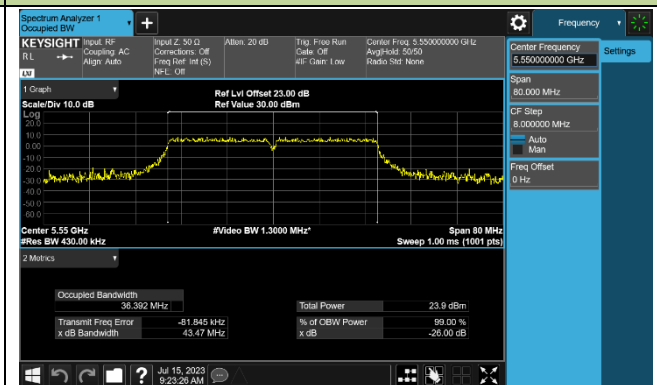 Spectrum Analyzer 1
Occupied BW
+
Frequency
KEYSIGHT
RL
LXI
Input: RF
Coupling: AC
Align: Auto
Input Z: 50 Ω
Corrections: Off
Freq Ref: Int (S)
NFE: Off
Atten: 20 dB
Trig: Free Run
Gate: Off
#IF Gain: Low
Center Freq: 5.550000000 GHz
Avg|Hold: 50/50
Radio Std: None
Center Frequency
5.550000000 GHz
Settings
Span
80.000 MHz
CF Step
8.000000 MHz
Auto
Man
Freq Offset
0 Hz
1 Graph
Scale/Div 10.0 dB
Ref Lvl Offset 23.00 dB
Ref Value 30.00 dBm
Log
20.0
10.0
0.00
-10.0
-20.0
-30.0
-40.0
-50.0
-60.0
Center 5.55 GHz
#Video BW 1.3000 MHz*
Span 80 MHz
#Res BW 430.00 kHz
Sweep 1.00 ms (1001 pts)
2 Metrics
Occupied Bandwidth
36.392 MHz
Total Power
23.9 dBm
Transmit Freq Error
-81.845 kHz
% of OBW Power
99.00 %
x dB Bandwidth
43.47 MHz
x dB
-26.00 dB
?
Jul 15, 2023
9:23:26 AM